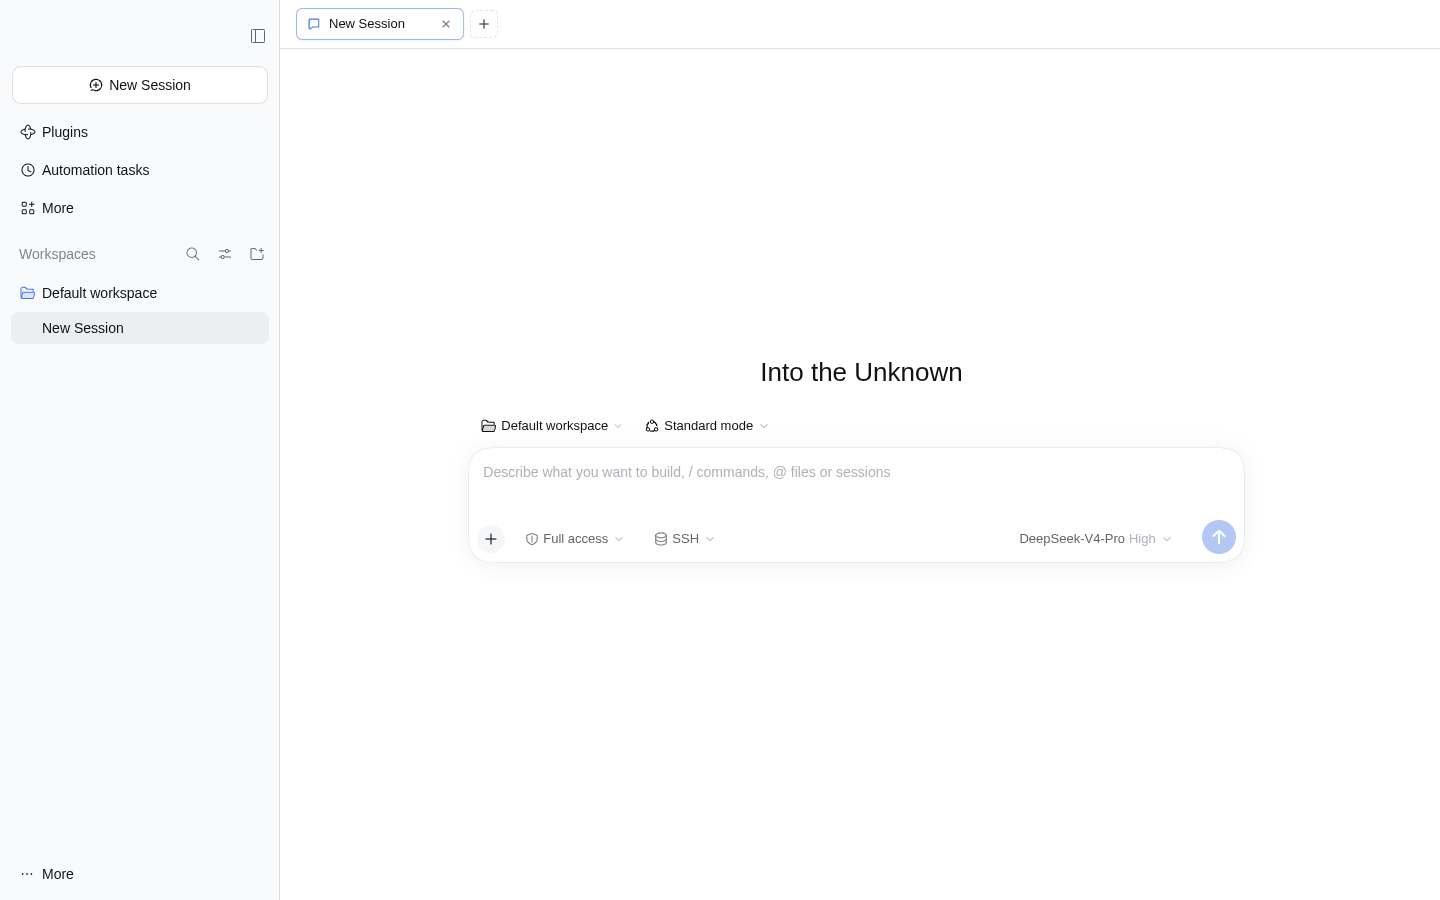 New Session
New Session
Plugins
Automation tasks
More
Workspaces
Default workspace
New Session
More
Into the Unknown
Default workspace
Standard mode
Describe what you want to build, / commands, @ files or sessions
Full access
SSH
DeepSeek-V4-Pro High